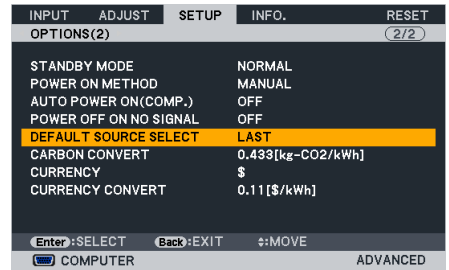 INPUT ADJUST SETUP INFO. RESET
OPTIONS(2) (2/2)
STANDBY MODE NORMAL
POWER ON METHOD MANUAL
AUTO POWER ON(COMP.) OFF
POWER OFF ON NO SIGNAL OFF
DEFAULT SOURCE SELECT LAST
CARBON CONVERT 0.433[kg-CO2/kWh]
CURRENCY $
CURRENCY CONVERT 0.11[$/kWh]
Enter:SELECT Back:EXIT ↕:MOVE
COMPUTER ADVANCED